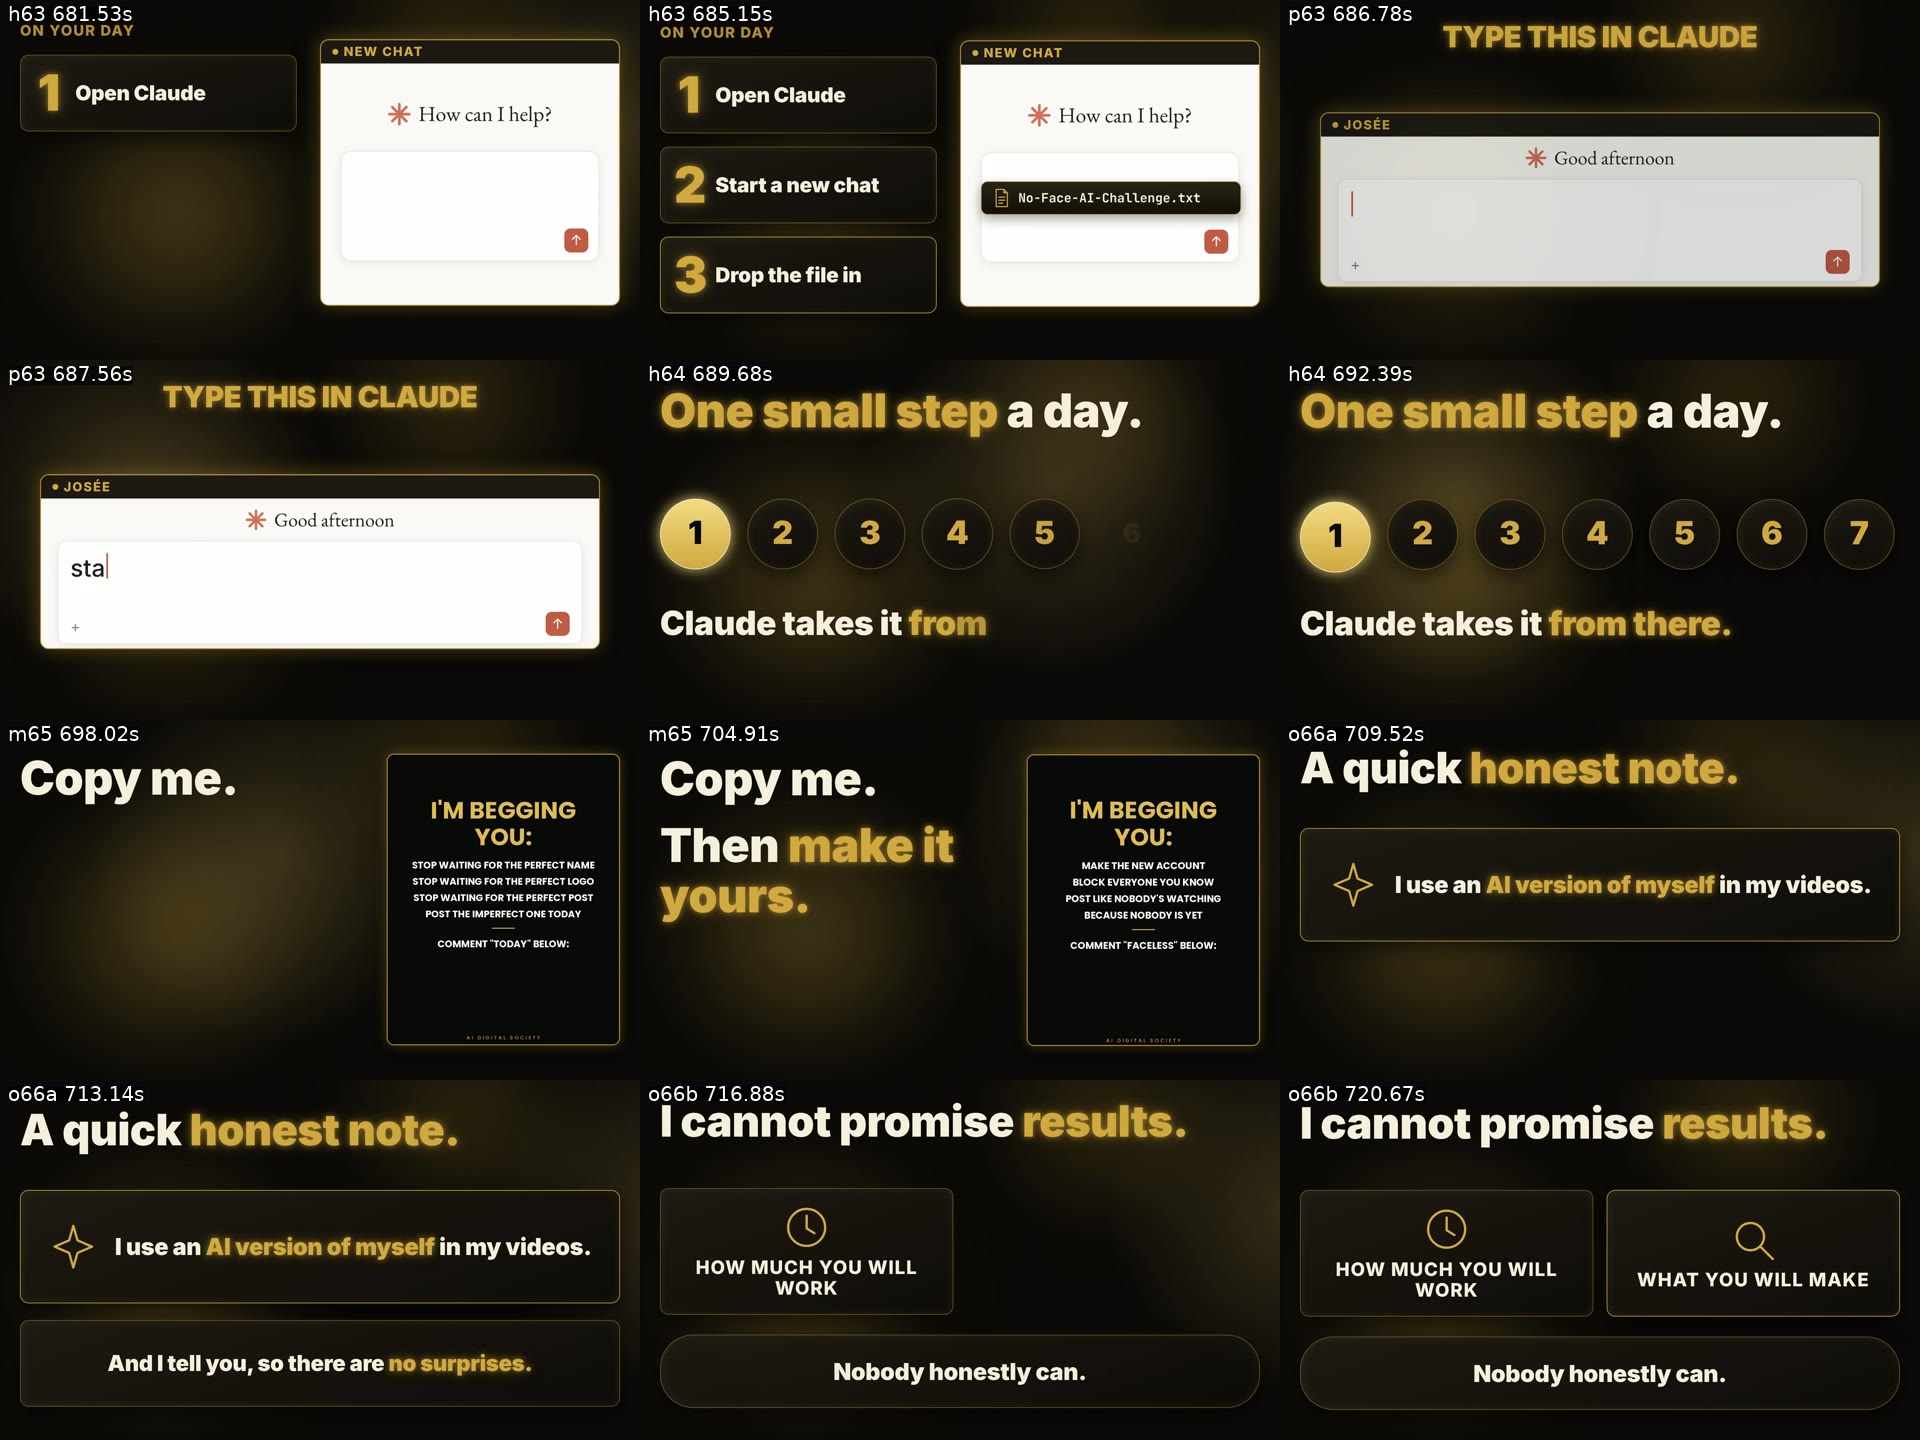 h63 681.53s
ON YOUR DAY
1 Open Claude
NEW CHAT
How can I help?
h63 685.15s
ON YOUR DAY
1 Open Claude
2 Start a new chat
3 Drop the file in
NEW CHAT
How can I help?
No-Face-AI-Challenge.txt
p63 686.78s
TYPE THIS IN CLAUDE
JOSÉE
Good afternoon
+
p63 687.56s
TYPE THIS IN CLAUDE
JOSÉE
Good afternoon
sta
+
h64 689.68s
One small step a day.
1 2 3 4 5 6
Claude takes it from
h64 692.39s
One small step a day.
1 2 3 4 5 6 7
Claude takes it from there.
m65 698.02s
Copy me.
I'M BEGGING
YOU:
STOP WAITING FOR THE PERFECT NAME
STOP WAITING FOR THE PERFECT LOGO
STOP WAITING FOR THE PERFECT POST
POST THE IMPERFECT ONE TODAY
COMMENT "TODAY" BELOW:
AI DIGITAL SOCIETY
m65 704.91s
Copy me.
Then make it
yours.
I'M BEGGING
YOU:
MAKE THE NEW ACCOUNT
BLOCK EVERYONE YOU KNOW
POST LIKE NOBODY'S WATCHING
BECAUSE NOBODY IS YET
COMMENT "FACELESS" BELOW:
AI DIGITAL SOCIETY
o66a 709.52s
A quick honest note.
I use an AI version of myself in my videos.
o66a 713.14s
A quick honest note.
I use an AI version of myself in my videos.
And I tell you, so there are no surprises.
o66b 716.88s
I cannot promise results.
HOW MUCH YOU WILL
WORK
Nobody honestly can.
o66b 720.67s
I cannot promise results.
HOW MUCH YOU WILL
WORK
WHAT YOU WILL MAKE
Nobody honestly can.